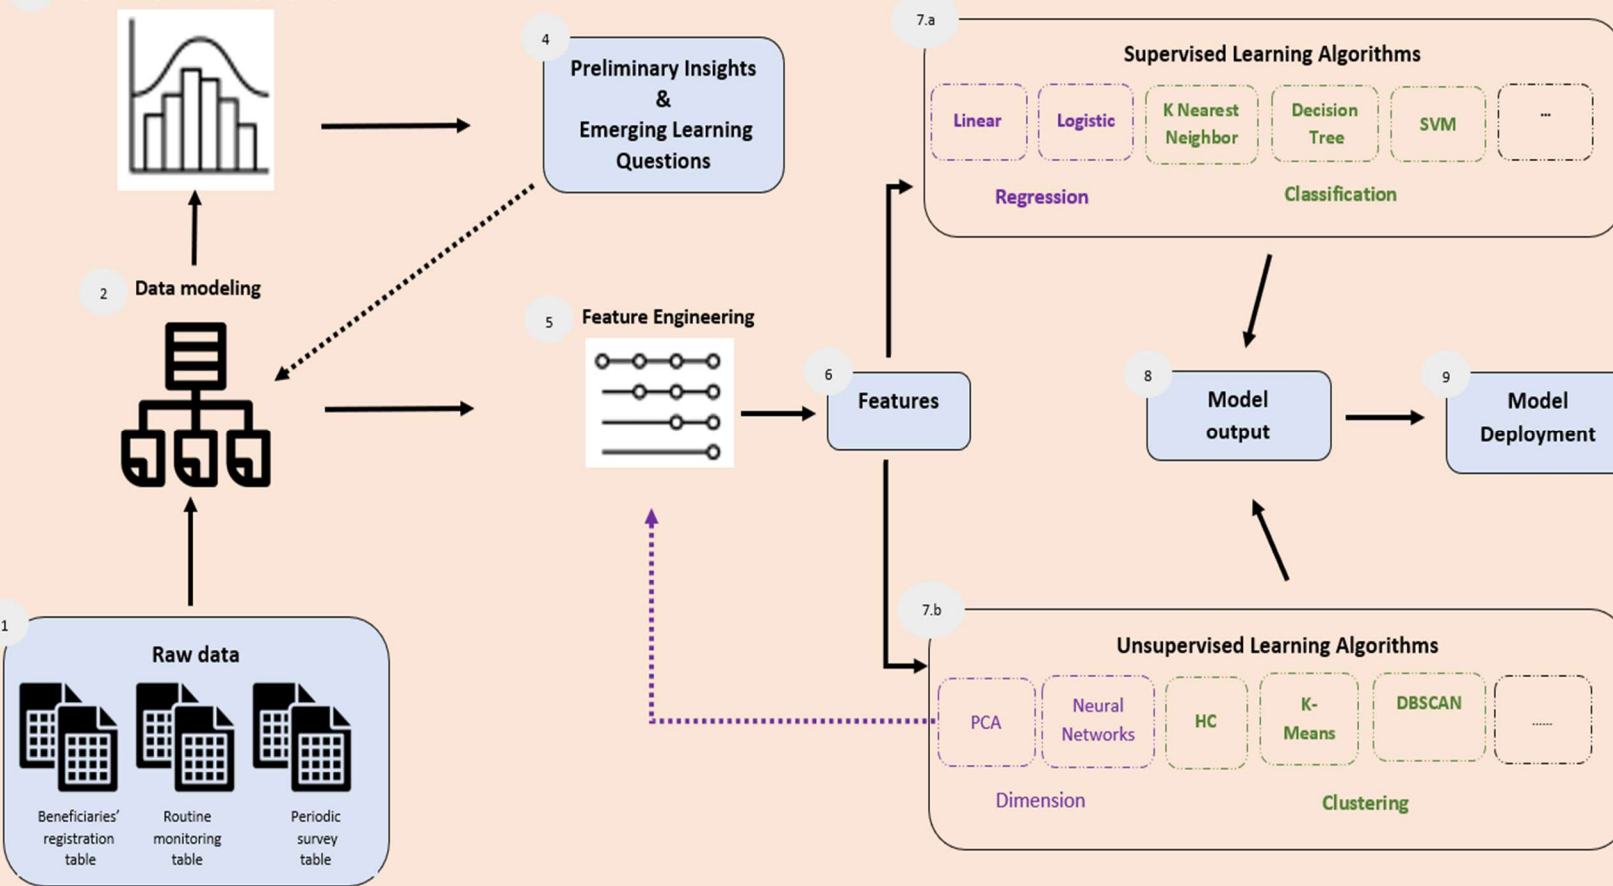 4
Preliminary Insights
&
Emerging Learning
Questions
7.a
Supervised Learning Algorithms
Linear
Logistic
K Nearest
Neighbor
Decision
Tree
SVM
...
Regression
Classification
2
Data modeling
5
Feature Engineering
6
Features
8
Model
output
9
Model
Deployment
1
Raw data
Beneficiaries’
registration
table
Routine
monitoring
table
Periodic
survey
table
7.b
Unsupervised Learning Algorithms
PCA
Neural
Networks
HC
K-
Means
DBSCAN
......
Dimension
Clustering